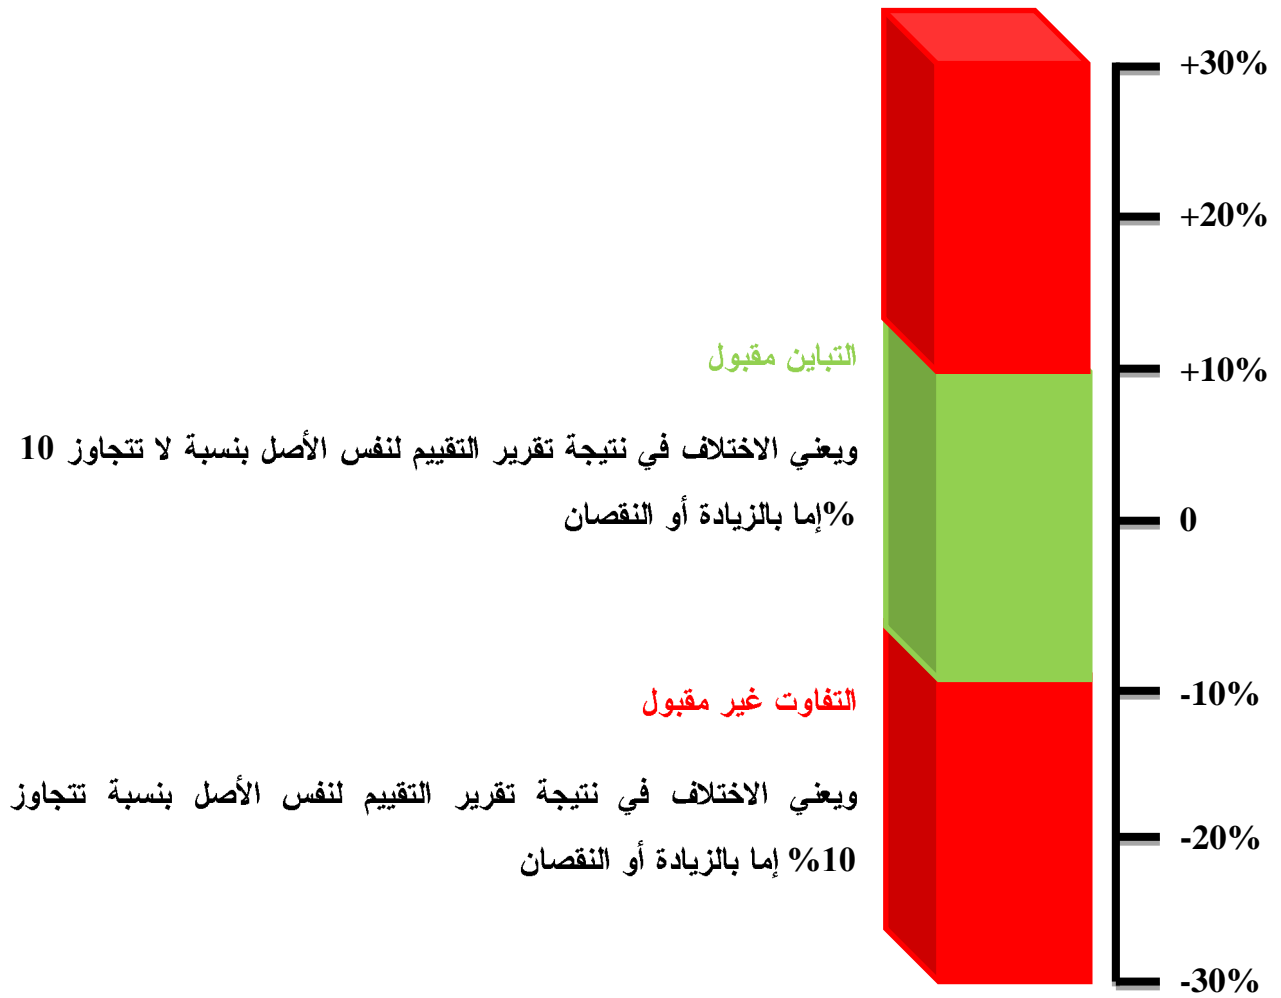 +30%
+20%
+10%
0
-10%
-20%
-30%
التباين مقبول
ويعني الاختلاف في نتيجة تقرير التقييم لنفس الأصل بنسبة لا تتجاوز 10
%إما بالزيادة أو النقصان
التفاوت غير مقبول
ويعني الاختلاف في نتيجة تقرير التقييم لنفس الأصل بنسبة تتجاوز
10% إما بالزيادة أو النقصان